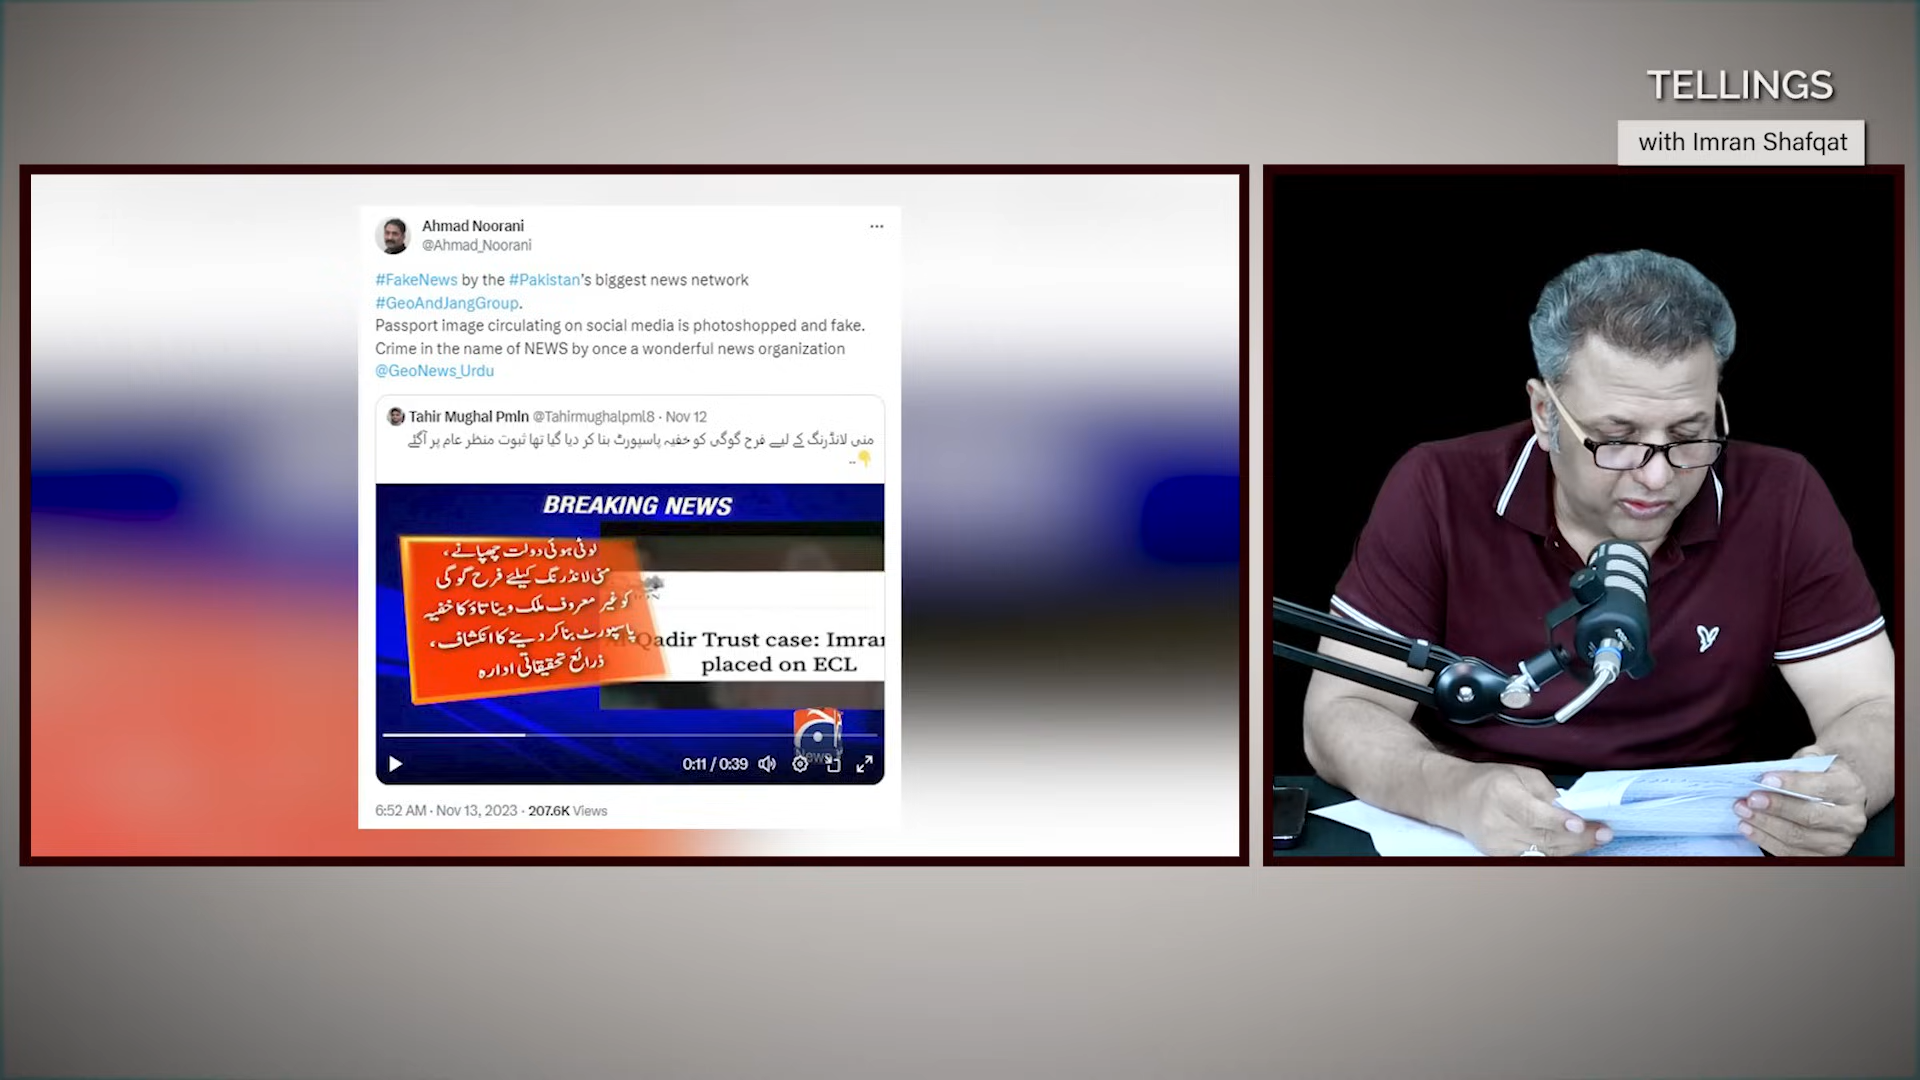 TELLINGS
with Imran Shafqat
Ahmad Noorani
@Ahmad_Noorani
#FakeNews by the #Pakistan's biggest news network
#GeoAndJangGroup.
Passport image circulating on social media is photoshopped and fake.
Crime in the name of NEWS by once a wonderful news organization
@GeoNews_Urdu
Tahir Mughal Pmln @Tahirmughalpml8 · Nov 12
منی لانڈرنگ کے لیے فرح گوگی کو خفیہ پاسپورٹ بنا کر دیا گیا تھا ثبوت منظر عام پر آگئے
👇..
BREAKING NEWS
لوٹی ہوئی دولت چھپانے،
منی لانڈرنگ کیلئے فرح گوگی
کو غیر معروف ملک ویناتاؤ کا خفیہ
پاسپورٹ بنا کر دینے کا انکشاف،
ذرائع تحقیقاتی ادارہ
Qadir Trust case: Imran
placed on ECL
News
0:11 / 0:39
6:52 AM · Nov 13, 2023 · 207.6K Views